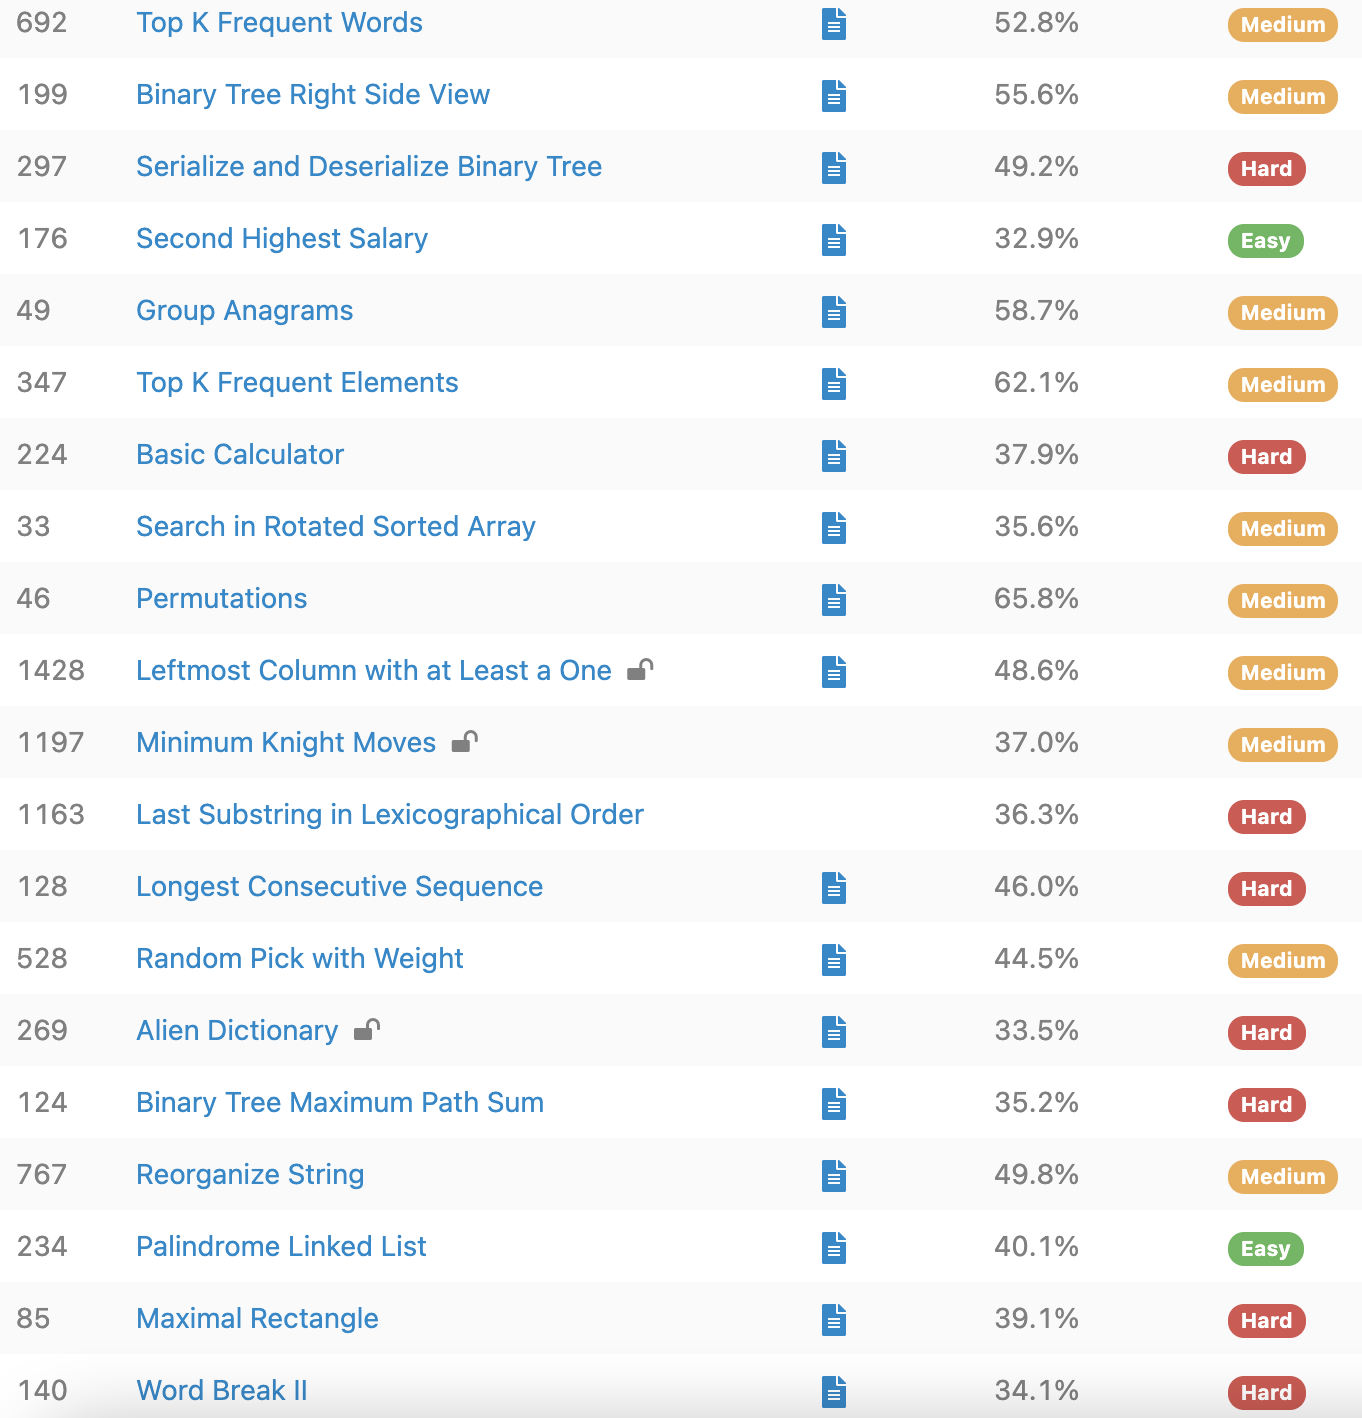 692 Top K Frequent Words 52.8% Medium
199 Binary Tree Right Side View 55.6% Medium
297 Serialize and Deserialize Binary Tree 49.2% Hard
176 Second Highest Salary 32.9% Easy
49 Group Anagrams 58.7% Medium
347 Top K Frequent Elements 62.1% Medium
224 Basic Calculator 37.9% Hard
33 Search in Rotated Sorted Array 35.6% Medium
46 Permutations 65.8% Medium
1428 Leftmost Column with at Least a One 48.6% Medium
1197 Minimum Knight Moves 37.0% Medium
1163 Last Substring in Lexicographical Order 36.3% Hard
128 Longest Consecutive Sequence 46.0% Hard
528 Random Pick with Weight 44.5% Medium
269 Alien Dictionary 33.5% Hard
124 Binary Tree Maximum Path Sum 35.2% Hard
767 Reorganize String 49.8% Medium
234 Palindrome Linked List 40.1% Easy
85 Maximal Rectangle 39.1% Hard
140 Word Break II 34.1% Hard